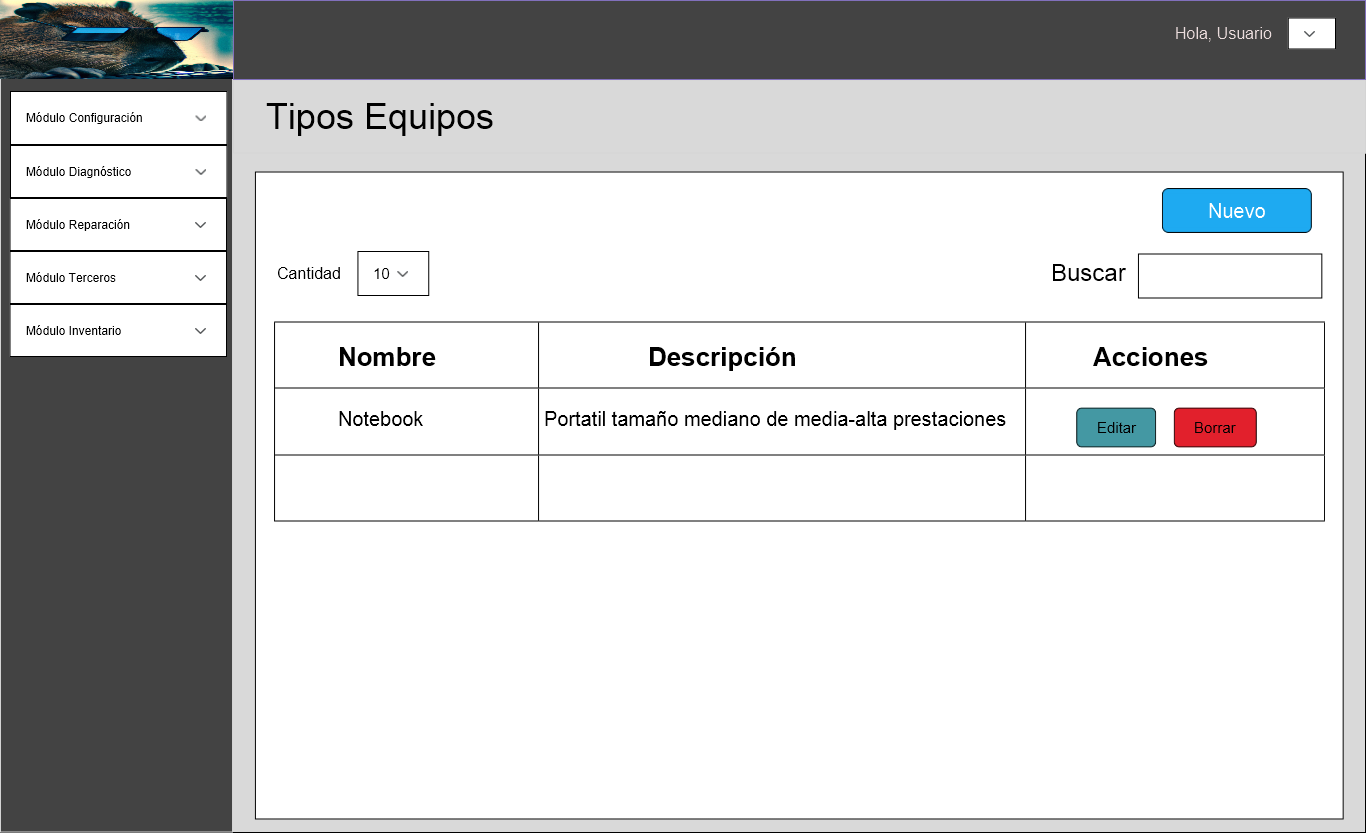 Hola, Usuario
Módulo Configuración
Módulo Diagnóstico
Módulo Reparación
Módulo Terceros
Módulo Inventario
Tipos Equipos
Nuevo
Cantidad 10 Buscar
Nombre Descripción Acciones
Notebook Portatil tamaño mediano de media-alta prestaciones Editar Borrar